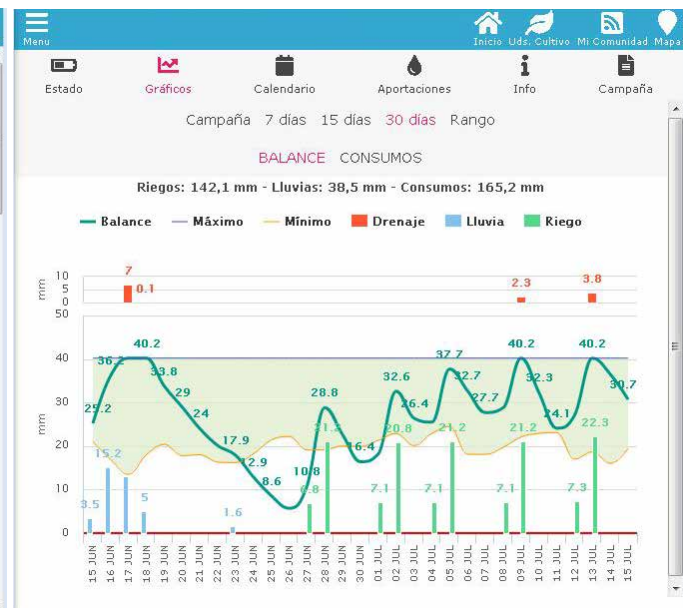 Menu
Inicio Uds. Cultivo Mi Comunidad Mapa
Estado Gráficos Calendario Aportaciones Info Campaña
Campaña 7 días 15 días 30 días Rango
BALANCE CONSUMOS
Riegos: 142,1 mm - Lluvias: 38,5 mm - Consumos: 165,2 mm
Balance Máximo Mínimo Drenaje Lluvia Riego
mm
10
5
0
7 0.1 2.3 3.8
mm
50
40
30
20
10
0
25.2 36.2 40.2 33.8 29 24 17.9 12.9 8.6 10.8 28.8 16.4 32.6 26.4 37.7 32.7 27.7 40.2 32.3 24.1 40.2 30.7
3.5 15.2 5 1.6
6.8 21.2 7.1 20.8 7.1 21.2 7.1 21.2 7.3 22.3
15 JUN 16 JUN 17 JUN 18 JUN 19 JUN 20 JUN 21 JUN 22 JUN 23 JUN 24 JUN 25 JUN 26 JUN 27 JUN 28 JUN 29 JUN 30 JUN 01 JUL 02 JUL 03 JUL 04 JUL 05 JUL 06 JUL 07 JUL 08 JUL 09 JUL 10 JUL 11 JUL 12 JUL 13 JUL 14 JUL 15 JUL